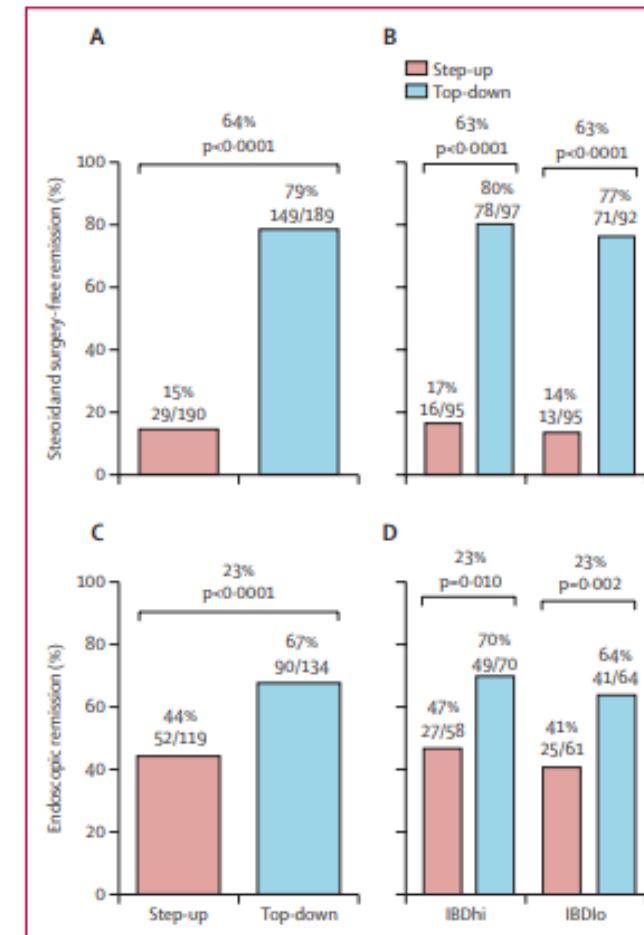 A
64%
p<0·0001
Steroid and surgery-free remission (%)
100
80
60
40
20
0
15%
29/190
79%
149/189
B
Step-up
Top-down
63%
p<0·0001
63%
p<0·0001
17%
16/95
80%
78/97
14%
13/95
77%
71/92
C
23%
p<0·0001
Endoscopic remission (%)
100
80
60
40
20
0
44%
52/119
67%
90/134
Step-up
Top-down
D
23%
p=0·010
23%
p=0·002
47%
27/58
70%
49/70
41%
25/61
64%
41/64
IBDhi
IBDlo